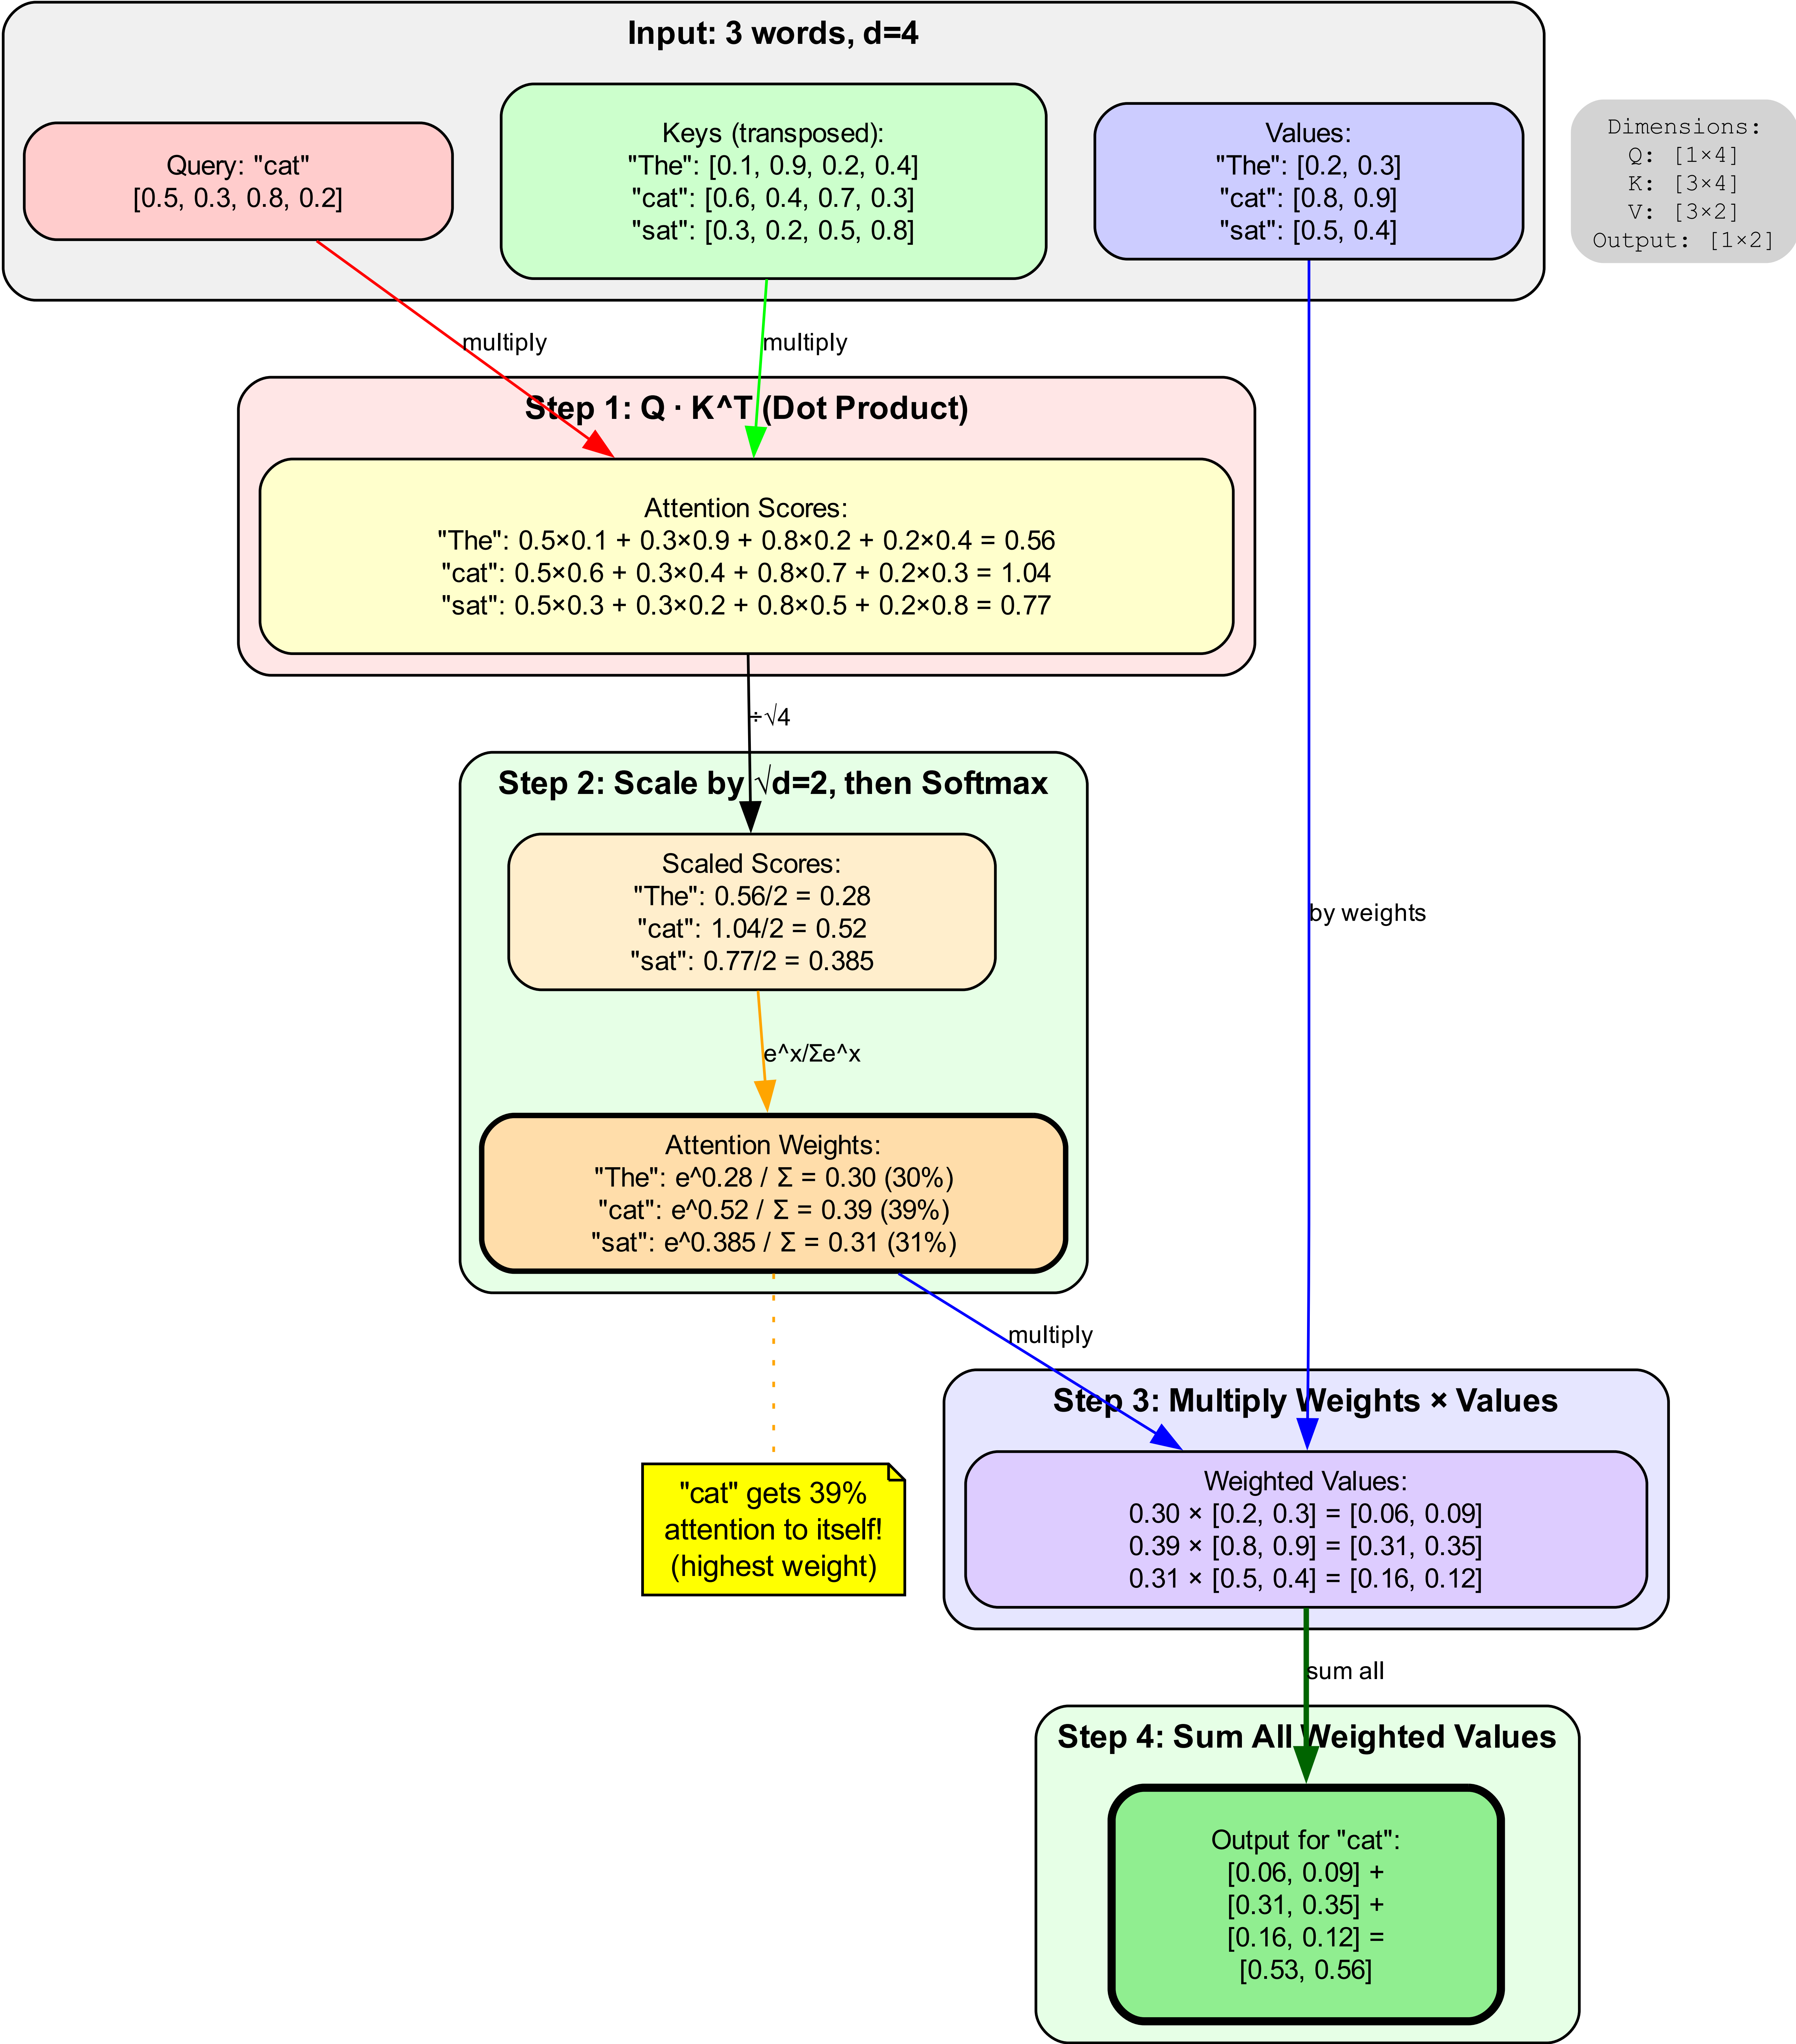 Input: 3 words, d=4
Query: "cat"
[0.5, 0.3, 0.8, 0.2]
Keys (transposed):
"The": [0.1, 0.9, 0.2, 0.4]
"cat": [0.6, 0.4, 0.7, 0.3]
"sat": [0.3, 0.2, 0.5, 0.8]
Values:
"The": [0.2, 0.3]
"cat": [0.8, 0.9]
"sat": [0.5, 0.4]
Dimensions:
Q: [1×4]
K: [3×4]
V: [3×2]
Output: [1×2]
multiply
multiply
Step 1: Q · K^T (Dot Product)
Attention Scores:
"The": 0.5×0.1 + 0.3×0.9 + 0.8×0.2 + 0.2×0.4 = 0.56
"cat": 0.5×0.6 + 0.3×0.4 + 0.8×0.7 + 0.2×0.3 = 1.04
"sat": 0.5×0.3 + 0.3×0.2 + 0.8×0.5 + 0.2×0.8 = 0.77
÷√4
Step 2: Scale by √d=2, then Softmax
Scaled Scores:
"The": 0.56/2 = 0.28
"cat": 1.04/2 = 0.52
"sat": 0.77/2 = 0.385
by weights
e^x/Σe^x
Attention Weights:
"The": e^0.28 / Σ = 0.30 (30%)
"cat": e^0.52 / Σ = 0.39 (39%)
"sat": e^0.385 / Σ = 0.31 (31%)
multiply
Step 3: Multiply Weights × Values
"cat" gets 39%
attention to itself!
(highest weight)
Weighted Values:
0.30 × [0.2, 0.3] = [0.06, 0.09]
0.39 × [0.8, 0.9] = [0.31, 0.35]
0.31 × [0.5, 0.4] = [0.16, 0.12]
sum all
Step 4: Sum All Weighted Values
Output for "cat":
[0.06, 0.09] +
[0.31, 0.35] +
[0.16, 0.12] =
[0.53, 0.56]